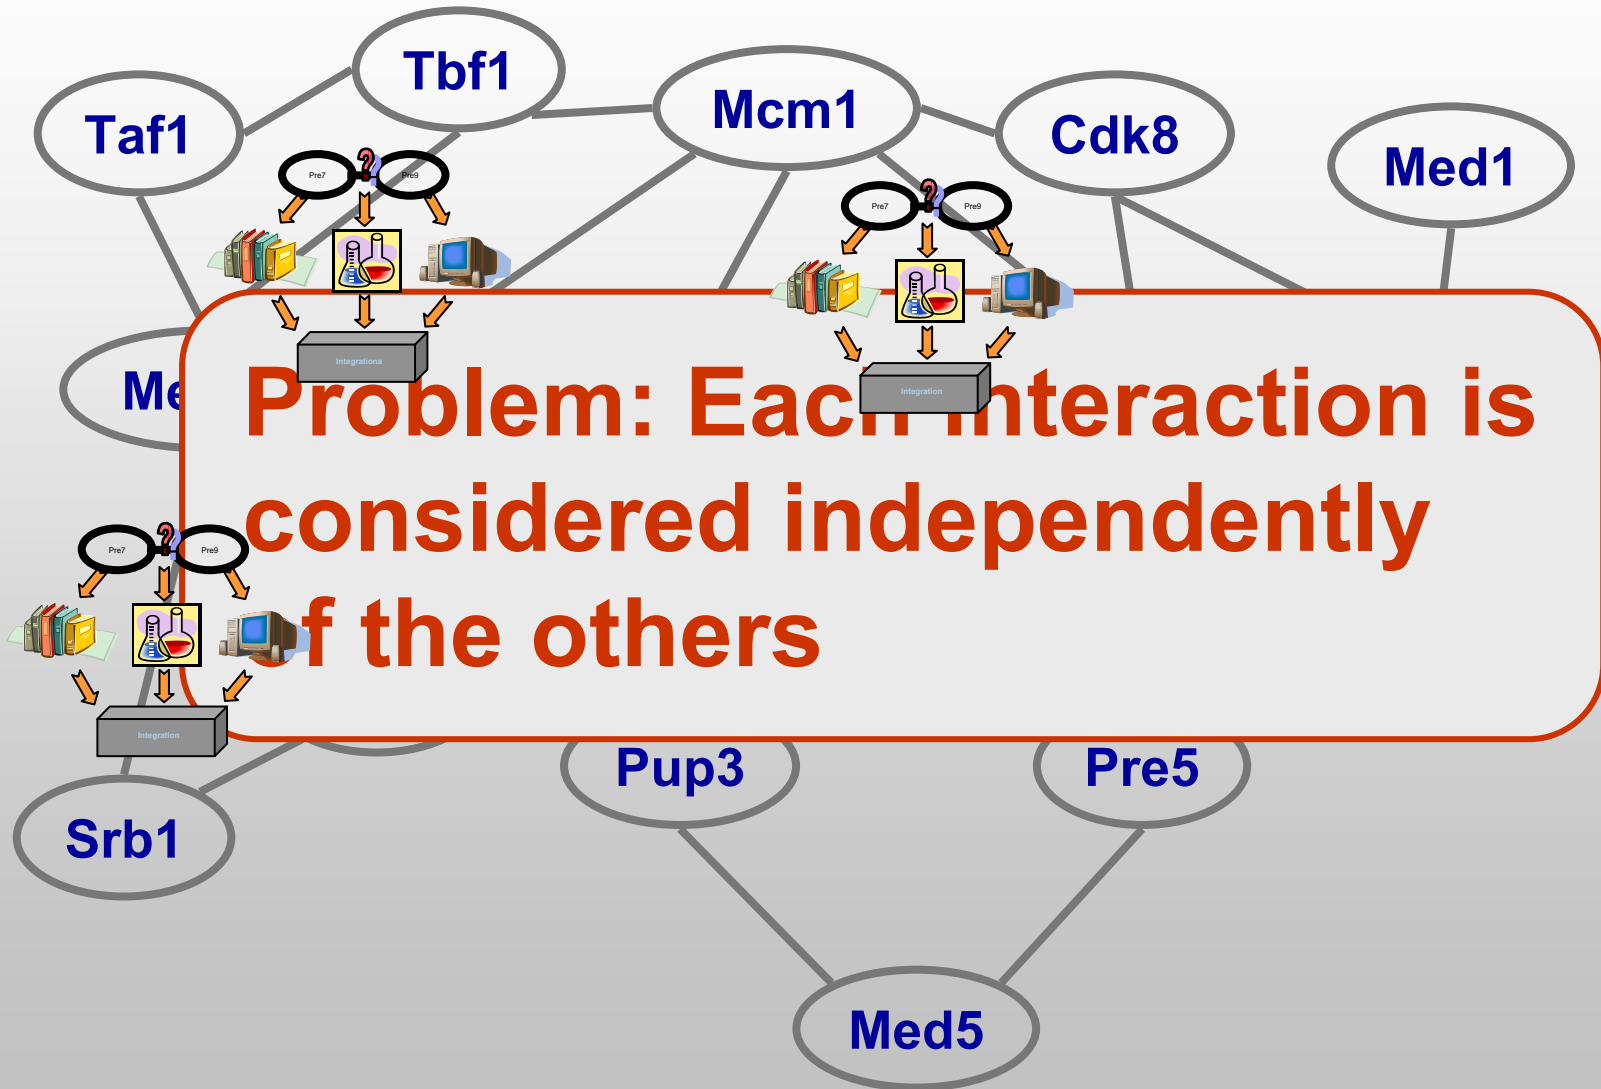 Tbf1
Taf1
Mcm1
Cdk8
Med1
Pre7 Pre9
Pre7 Pre9
Integrationa
Integration
Problem: Each interaction is
considered independently
of the others
Pre7 Pre9
Integration
Pup3
Pre5
Srb1
Med5